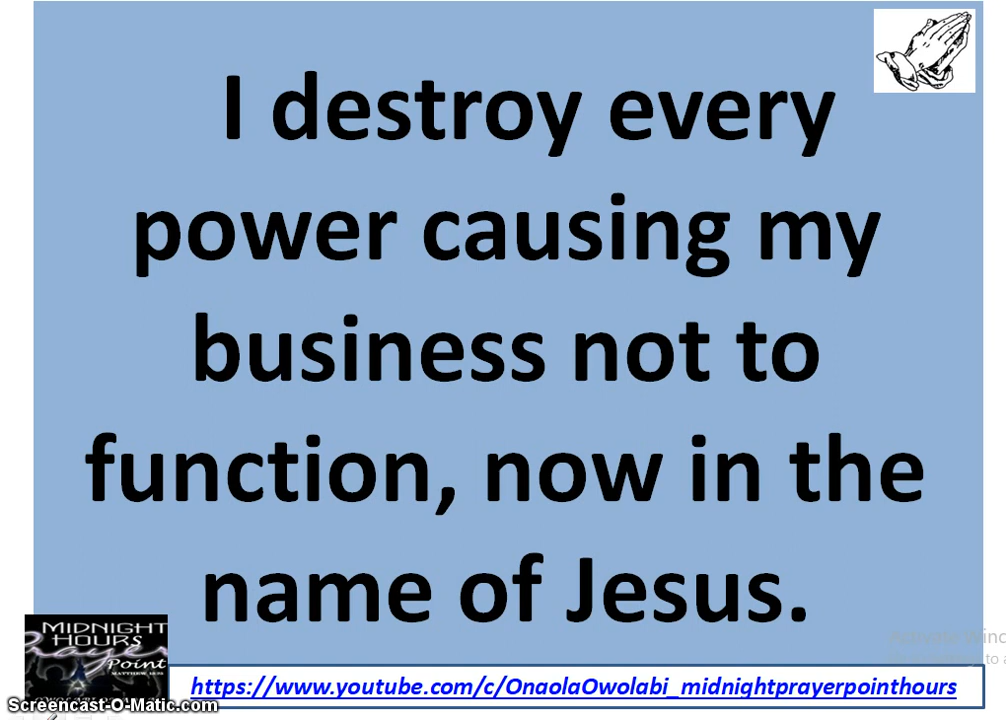 I destroy every
power causing my
business not to
function, now in the
name of Jesus.
MIDNIGHT
HOURS
Prayer
Point
https://www.youtube.com/c/OnaolaOwolabi_midnightprayerpointhours
Screencast-O-Matic.com